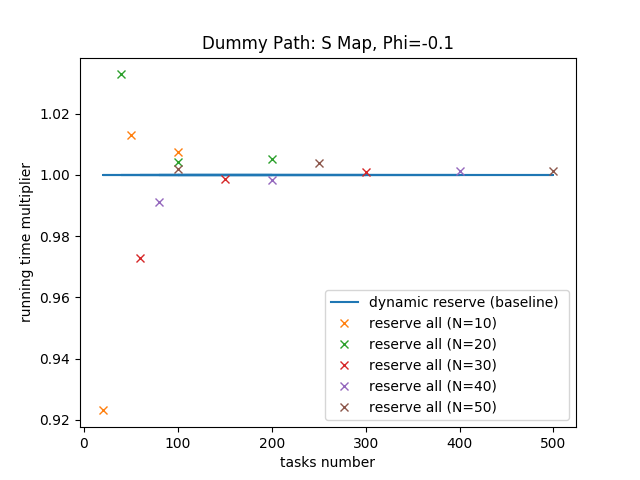 Dummy Path: S Map, Phi=-0.1
running time multiplier
1.02
1.00
0.98
0.96
0.94
0.92
dynamic reserve (baseline)
reserve all (N=10)
reserve all (N=20)
reserve all (N=30)
reserve all (N=40)
reserve all (N=50)
0 100 200 300 400 500
tasks number